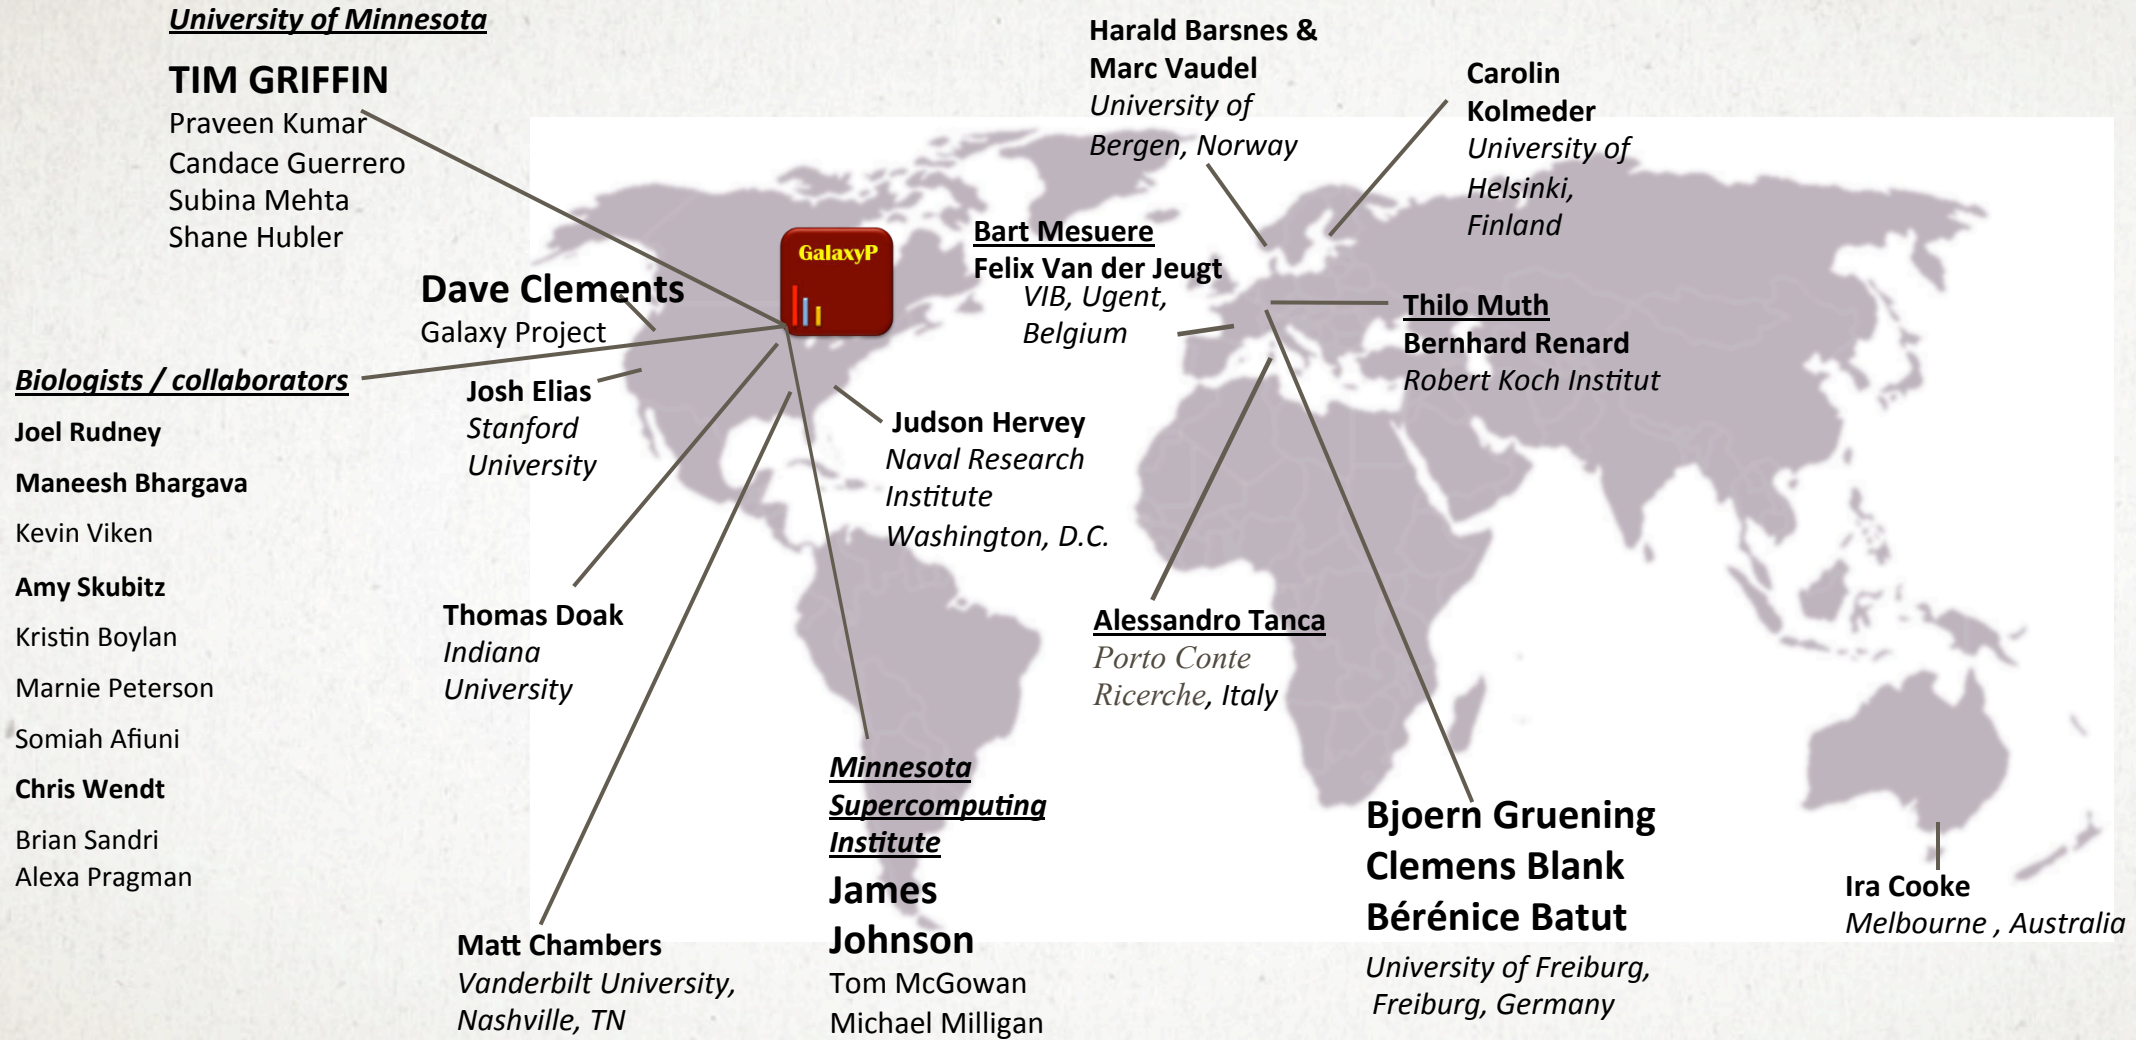 University of Minnesota
TIM GRIFFIN
Praveen Kumar
Candace Guerrero
Subina Mehta
Shane Hubler
Harald Barsnes &
Marc Vaudel
University of
Bergen, Norway
Carolin
Kolmeder
University of
Helsinki,
Finland
GalaxyP
Bart Mesuere
Felix Van der Jeugt
VIB, Ugent,
Belgium
Dave Clements
Galaxy Project
Thilo Muth
Bernhard Renard
Robert Koch Institut
Biologists / collaborators
Joel Rudney
Maneesh Bhargava
Kevin Viken
Amy Skubitz
Kristin Boylan
Marnie Peterson
Somiah Afiuni
Chris Wendt
Brian Sandri
Alexa Pragman
Josh Elias
Stanford
University
Judson Hervey
Naval Research
Institute
Washington, D.C.
Thomas Doak
Indiana
University
Alessandro Tanca
Porto Conte
Ricerche, Italy
Minnesota
Supercomputing
Institute
James
Johnson
Tom McGowan
Michael Milligan
Bjoern Gruening
Clemens Blank
Bérénice Batut
University of Freiburg,
Freiburg, Germany
Ira Cooke
Melbourne , Australia
Matt Chambers
Vanderbilt University,
Nashville, TN